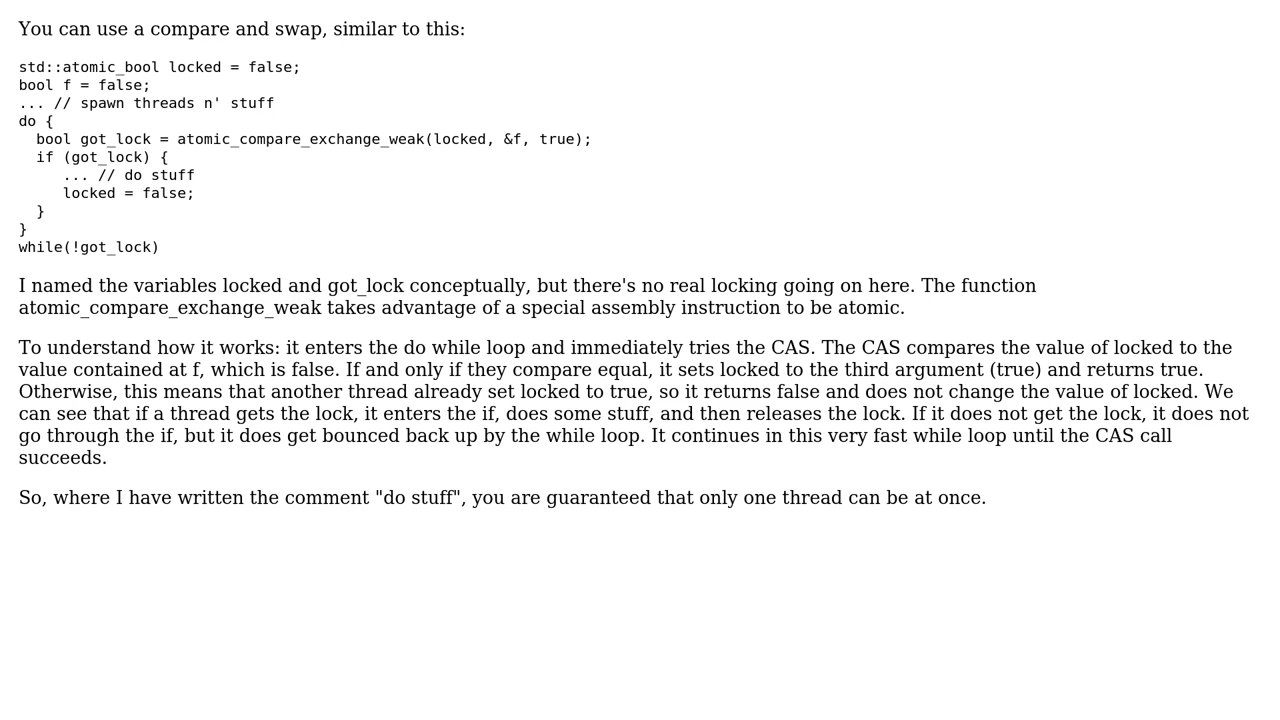 You can use a compare and swap, similar to this:
std::atomic_bool locked = false;
bool f = false;
... // spawn threads n' stuff
do {
  bool got_lock = atomic_compare_exchange_weak(locked, &f, true);
  if (got_lock) {
     ... // do stuff
     locked = false;
  }
}
while(!got_lock)
I named the variables locked and got_lock conceptually, but there's no real locking going on here. The function
atomic_compare_exchange_weak takes advantage of a special assembly instruction to be atomic.
To understand how it works: it enters the do while loop and immediately tries the CAS. The CAS compares the value of locked to the
value contained at f, which is false. If and only if they compare equal, it sets locked to the third argument (true) and returns true.
Otherwise, this means that another thread already set locked to true, so it returns false and does not change the value of locked. We
can see that if a thread gets the lock, it enters the if, does some stuff, and then releases the lock. If it does not get the lock, it does not
go through the if, but it does get bounced back up by the while loop. It continues in this very fast while loop until the CAS call
succeeds.
So, where I have written the comment "do stuff", you are guaranteed that only one thread can be at once.